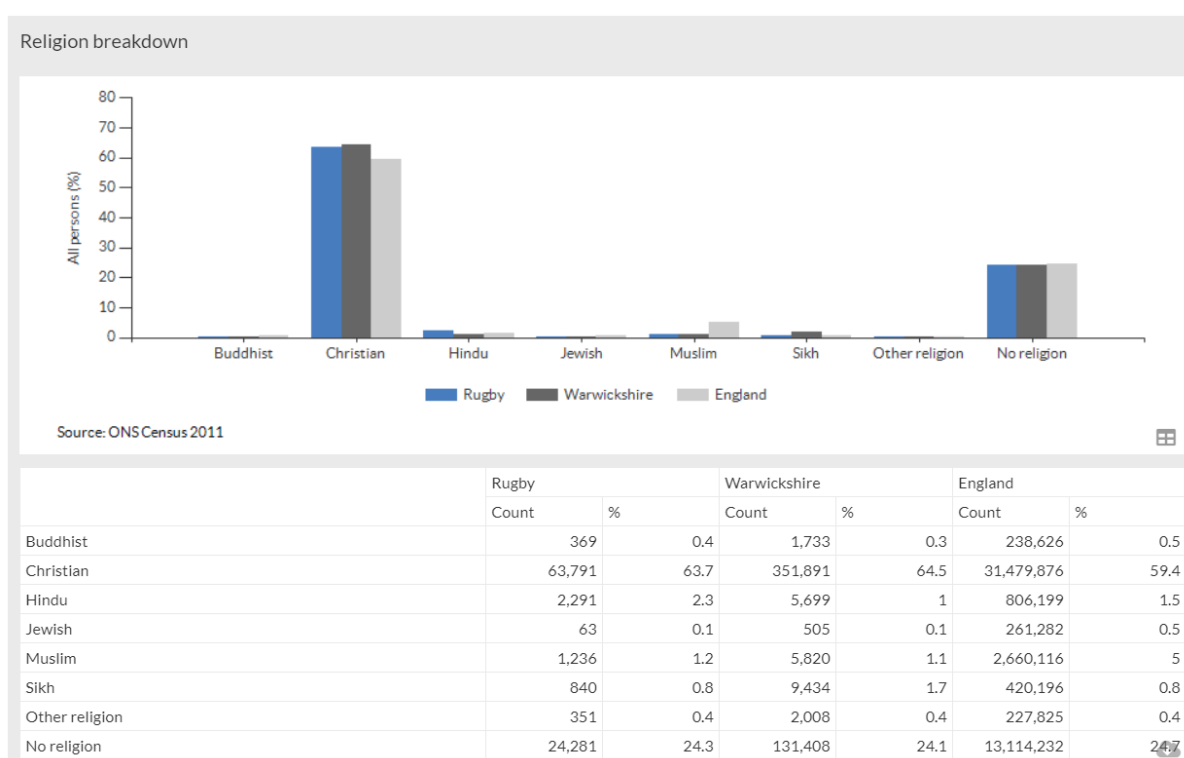 Religion breakdown
80
70
60
50
40
30
20
10
0
All persons (%)
Buddhist Christian Hindu Jewish Muslim Sikh Other religion No religion
Rugby Warwickshire England
Source: ONS Census 2011
Rugby Warwickshire England
Count % Count % Count %
Buddhist 369 0.4 1,733 0.3 238,626 0.5
Christian 63,791 63.7 351,891 64.5 31,479,876 59.4
Hindu 2,291 2.3 5,699 1 806,199 1.5
Jewish 63 0.1 505 0.1 261,282 0.5
Muslim 1,236 1.2 5,820 1.1 2,660,116 5
Sikh 840 0.8 9,434 1.7 420,196 0.8
Other religion 351 0.4 2,008 0.4 227,825 0.4
No religion 24,281 24.3 131,408 24.1 13,114,232 24.7